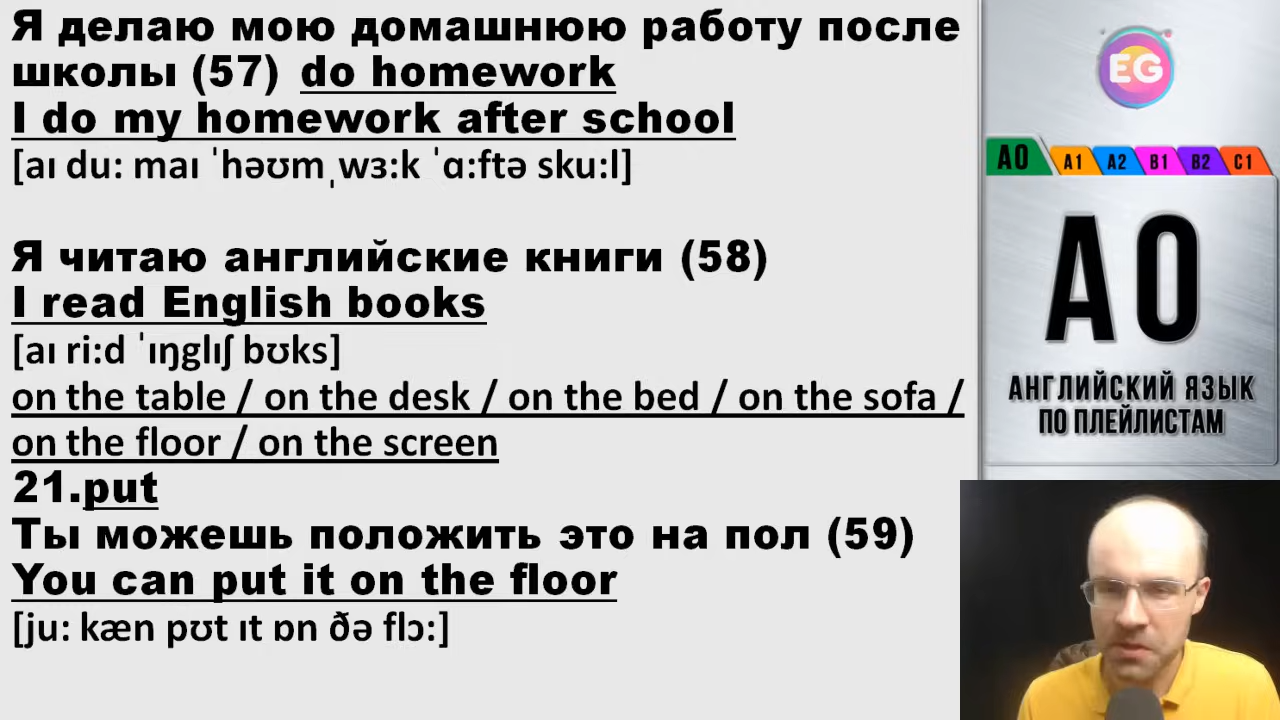 Я делаю мою домашнюю работу после
школы (57) do homework
I do my homework after school
[aɪ du: maɪ ˈhəʊmˌwɜ:k ˈɑ:ftə sku:l]
Я читаю английские книги (58)
I read English books
[aɪ ri:d ˈɪŋglɪʃ bʊks]
on the table / on the desk / on the bed / on the sofa /
on the floor / on the screen
21.put
Ты можешь положить это на пол (59)
You can put it on the floor
[ju: kæn pʊt ɪt ɒn ðə flɔ:]
EG
A0 A1 A2 B1 B2 C1
A0
АНГЛИЙСКИЙ ЯЗЫК
ПО ПЛЕЙЛИСТАМ